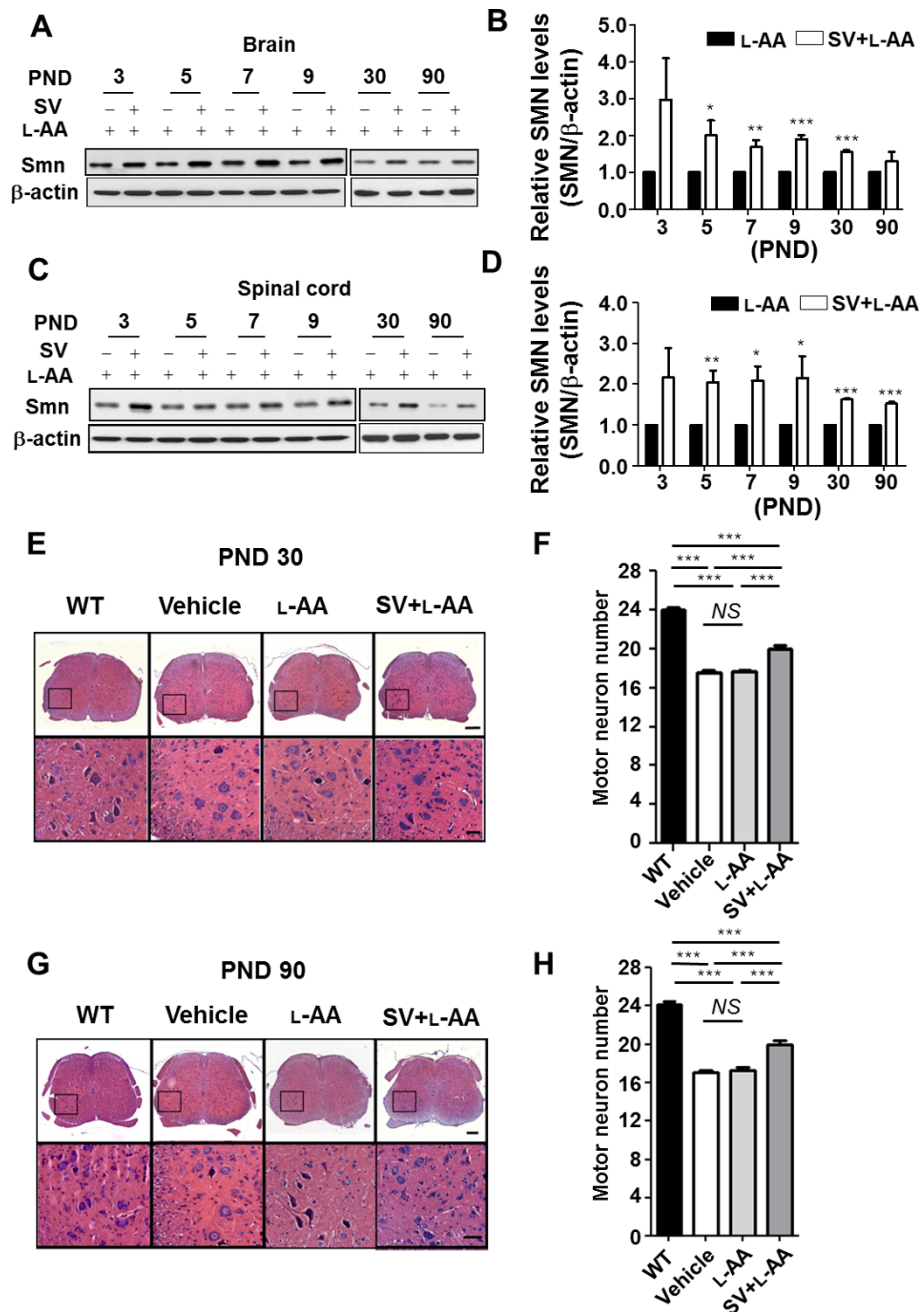 A
Brain
PND 3 5 7 9 30 90
SV − + − + − + − + − + − +
L-AA + + + + + + + + + + + +
Smn
β-actin
B
L-AA SV+L-AA
Relative SMN levels
(SMN/β-actin)
5.0
4.0
3.0
2.0
1.0
0.0
* ** *** ***
3 5 7 9 30 90
(PND)
C
Spinal cord
PND 3 5 7 9 30 90
SV − + − + − + − + − + − +
L-AA + + + + + + + + + + + +
Smn
β-actin
D
L-AA SV+L-AA
Relative SMN levels
(SMN/β-actin)
4.0
3.0
2.0
1.0
0.0
** * * *** ***
3 5 7 9 30 90
(PND)
E
PND 30
WT Vehicle L-AA SV+L-AA
F
***
*** ***
*** ***
NS
Motor neuron number
28
24
20
16
12
8
4
0
WT
Vehicle
L-AA
SV+L-AA
G
PND 90
WT Vehicle L-AA SV+L-AA
H
***
*** ***
*** ***
NS
Motor neuron number
28
24
20
16
12
8
4
0
WT
Vehicle
L-AA
SV+L-AA